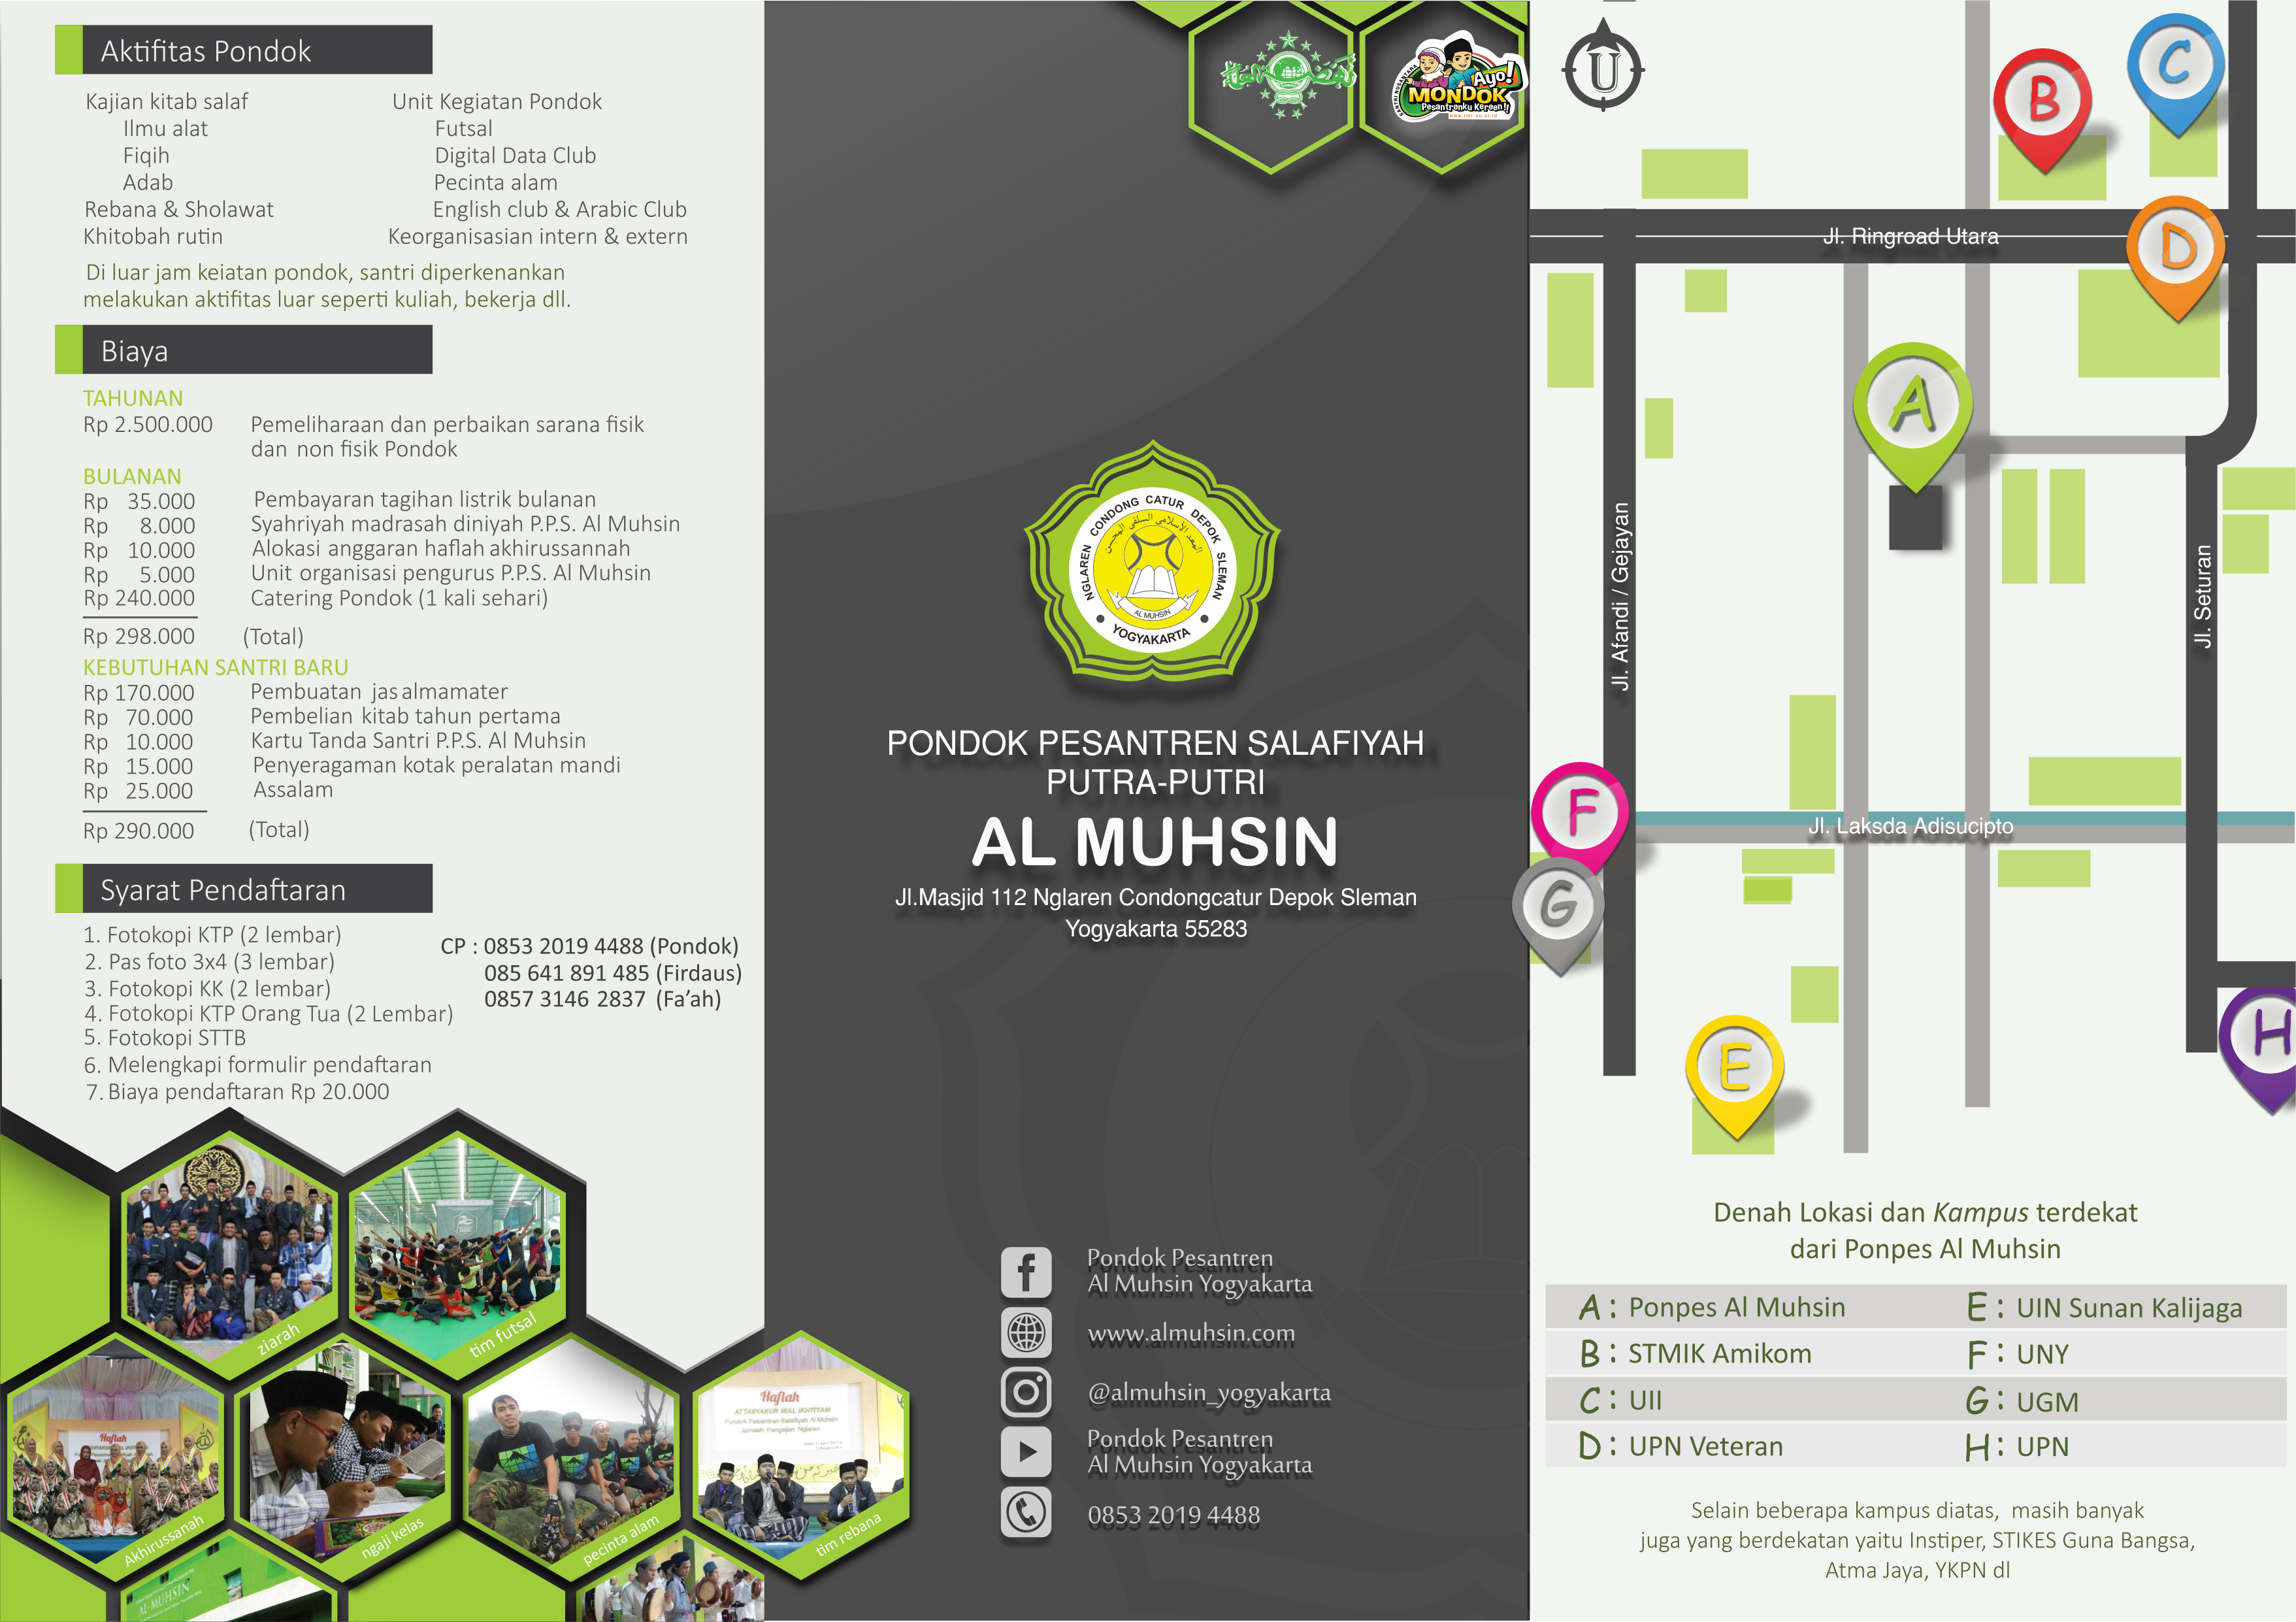 Aktifitas Pondok
Kajian kitab salaf
Ilmu alat
Fiqih
Adab
Rebana & Sholawat
Khitobah rutin
Unit Kegiatan Pondok
Futsal
Digital Data Club
Pecinta alam
English club & Arabic Club
Keorganisasian intern & extern
Di luar jam keiatan pondok, santri diperkenankan
melakukan aktifitas luar seperti kuliah, bekerja dll.
Biaya
TAHUNAN
Rp 2.500.000 Pemeliharaan dan perbaikan sarana fisik
dan non fisik Pondok
BULANAN
Rp 35.000 Pembayaran tagihan listrik bulanan
Rp 8.000 Syahriyah madrasah diniyah P.P.S. Al Muhsin
Rp 10.000 Alokasi anggaran haflah akhirussannah
Rp 5.000 Unit organisasi pengurus P.P.S. Al Muhsin
Rp 240.000 Catering Pondok (1 kali sehari)
Rp 298.000 (Total)
KEBUTUHAN SANTRI BARU
Rp 170.000 Pembuatan jas almamater
Rp 70.000 Pembelian kitab tahun pertama
Rp 10.000 Kartu Tanda Santri P.P.S. Al Muhsin
Rp 15.000 Penyeragaman kotak peralatan mandi
Rp 25.000 Assalam
Rp 290.000 (Total)
Syarat Pendaftaran
1. Fotokopi KTP (2 lembar)
2. Pas foto 3x4 (3 lembar)
3. Fotokopi KK (2 lembar)
4. Fotokopi KTP Orang Tua (2 Lembar)
5. Fotokopi STTB
6. Melengkapi formulir pendaftaran
7. Biaya pendaftaran Rp 20.000
CP : 0853 2019 4488 (Pondok)
085 641 891 485 (Firdaus)
0857 3146 2837 (Fa'ah)
ziarah
tim futsal
Akhirussanah
ngaji kelas
pecinta alam
tim rebana
Haflah
Haflah
ATTASYAKUR WAL IKHTITAM
Pondok Pesantren Salafiyah Al Muhsin
Jamaah Pengajian Nglaren
AL-MUHSIN
Ayo!
MONDOK
Pesantrenku Keren!!
NGLAREN CONDONG CATUR DEPOK SLEMAN
YOGYAKARTA
AL MUHSIN
PONDOK PESANTREN SALAFIYAH
PUTRA-PUTRI
AL MUHSIN
Jl.Masjid 112 Nglaren Condongcatur Depok Sleman
Yogyakarta 55283
Pondok Pesantren
Al Muhsin Yogyakarta
www.almuhsin.com
@almuhsin_yogyakarta
Pondok Pesantren
Al Muhsin Yogyakarta
0853 2019 4488
U
B
C
D
A
F
G
E
H
Jl. Ringroad Utara
Jl. Afandi / Gejayan
Jl. Seturan
Jl. Laksda Adisucipto
Denah Lokasi dan Kampus terdekat
dari Ponpes Al Muhsin
A : Ponpes Al Muhsin
B : STMIK Amikom
C : UII
D : UPN Veteran
E : UIN Sunan Kalijaga
F : UNY
G : UGM
H : UPN
Selain beberapa kampus diatas, masih banyak
juga yang berdekatan yaitu Instiper, STIKES Guna Bangsa,
Atma Jaya, YKPN dl